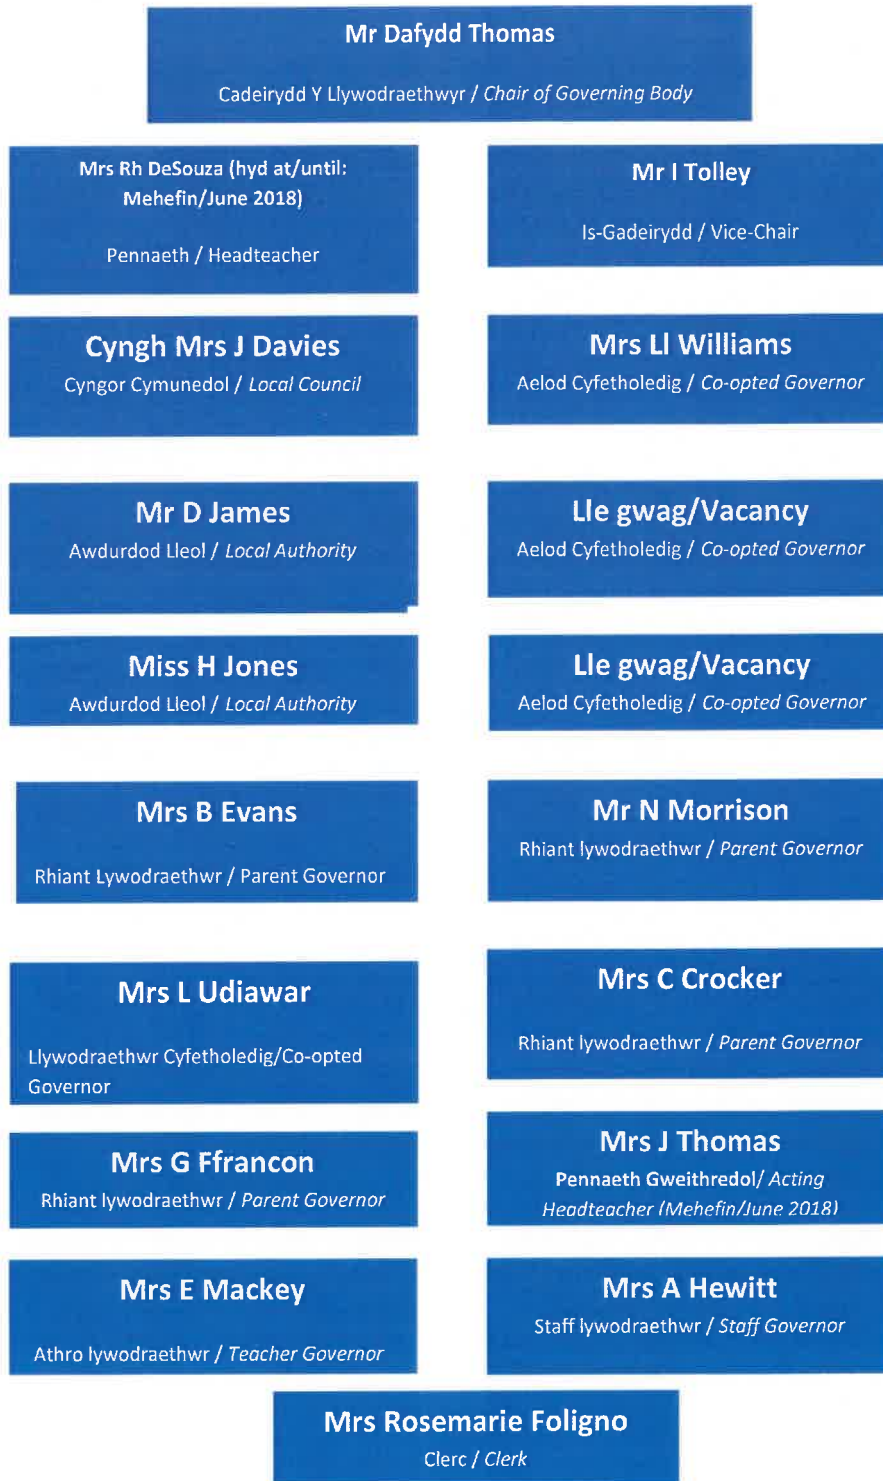 Mr Dafydd Thomas
Cadeirydd Y Llywodraethwyr / Chair of Governing Body
Mrs Rh DeSouza (hyd at/until:
Mehefin/June 2018)
Pennaeth / Headteacher
Mr I Tolley
Is-Gadeirydd / Vice-Chair
Cyngh Mrs J Davies
Cyngor Cymunedol / Local Council
Mrs Ll Williams
Aelod Cyfetholedig / Co-opted Governor
Mr D James
Awdurdod Lleol / Local Authority
Lle gwag/Vacancy
Aelod Cyfetholedig / Co-opted Governor
Miss H Jones
Awdurdod Lleol / Local Authority
Lle gwag/Vacancy
Aelod Cyfetholedig / Co-opted Governor
Mrs B Evans
Rhiant Lywodraethwr / Parent Governor
Mr N Morrison
Rhiant lywodraethwr / Parent Governor
Mrs L Udiawar
Llywodraethwr Cyfetholedig/Co-opted
Governor
Mrs C Crocker
Rhiant lywodraethwr / Parent Governor
Mrs G Ffrancon
Rhiant lywodraethwr / Parent Governor
Mrs J Thomas
Pennaeth Gweithredol/ Acting
Headteacher (Mehefin/June 2018)
Mrs E Mackey
Athro lywodraethwr / Teacher Governor
Mrs A Hewitt
Staff lywodraethwr / Staff Governor
Mrs Rosemarie Foligno
Clerc / Clerk